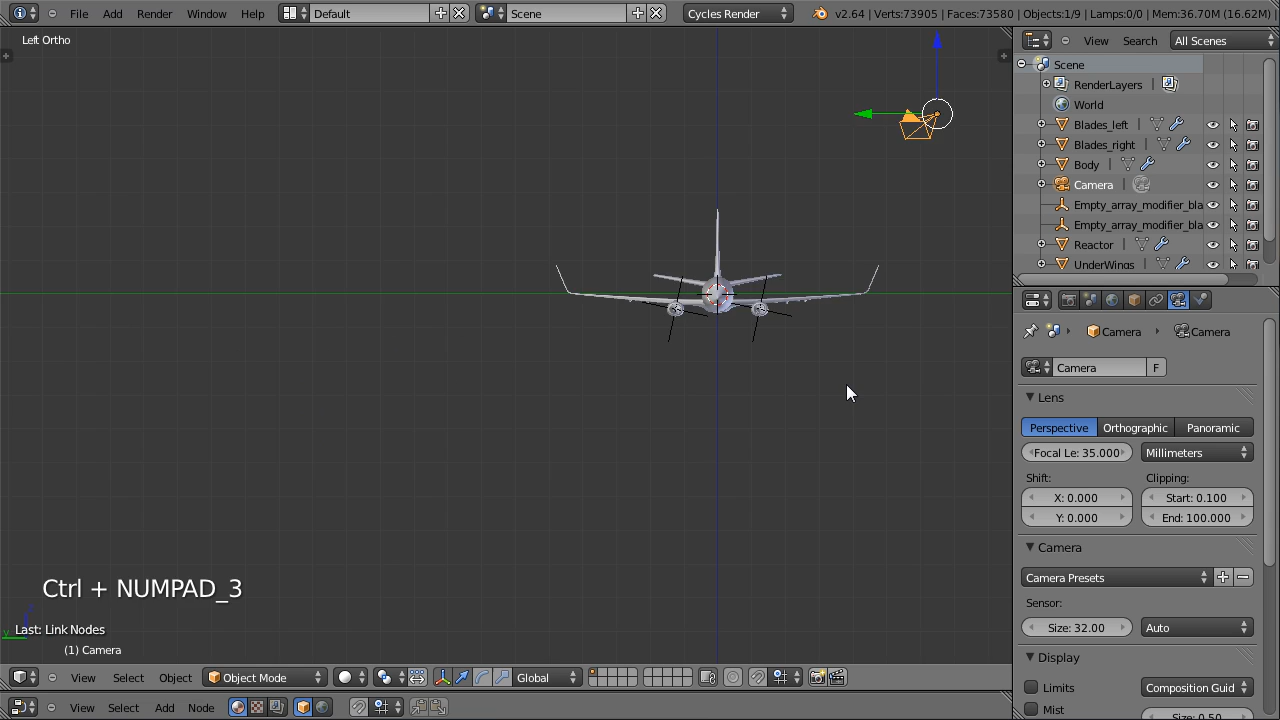 File Add Render Window Help Default Scene Cycles Render v2.64 | Verts:73905 | Faces:73580 | Objects:1/9 | Lamps:0/0 | Mem:36.70M (16.62M)
Left Ortho
View Search All Scenes
Scene
RenderLayers
World
Blades_left
Blades_right
Body
Camera
Empty_array_modifier_bla
Empty_array_modifier_bla
Reactor
UnderWings
Camera Camera
Camera F
Lens
Perspective Orthographic Panoramic
Focal Le: 35.000 Millimeters
Shift: Clipping:
X: 0.000 Start: 0.100
Y: 0.000 End: 100.000
Camera
Camera Presets
Sensor:
Size: 32.00 Auto
Display
Limits Composition Guid
Mist Size: 0.50
Ctrl + NUMPAD_3
y
Last: Link Nodes
(1) Camera
View Select Object Object Mode Global
View Select Add Node